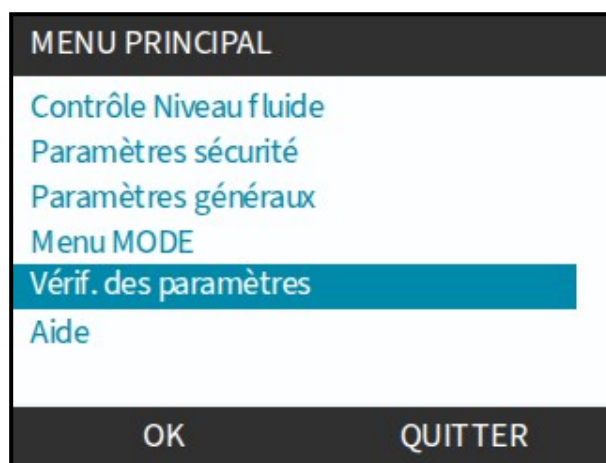 MENU PRINCIPAL
Contrôle Niveau fluide
Paramètres sécurité
Paramètres généraux
Menu MODE
Vérif. des paramètres
Aide
OK QUITTER